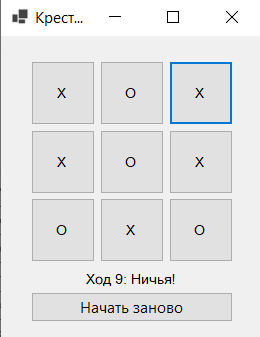 Крест...
X O X
X O X
O X O
Ход 9: Ничья!
Начать заново